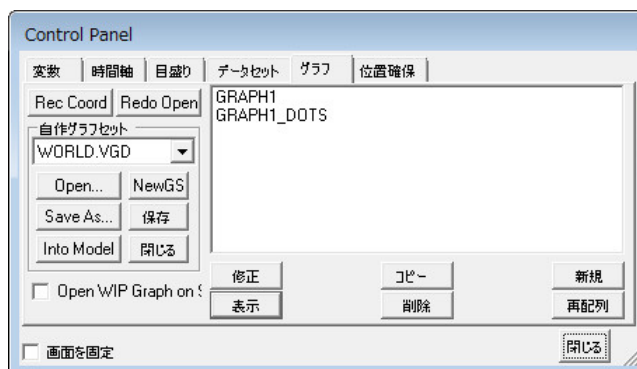 Control Panel
変数 時間軸 目盛り データセット グラフ 位置確保
Rec Coord Redo Open
自作グラフセット
WORLD.VGD
Open... NewGS
Save As... 保存
Into Model 閉じる
Open WIP Graph on
GRAPH1
GRAPH1_DOTS
修正 コピー 新規
表示 削除 再配列
画面を固定
閉じる